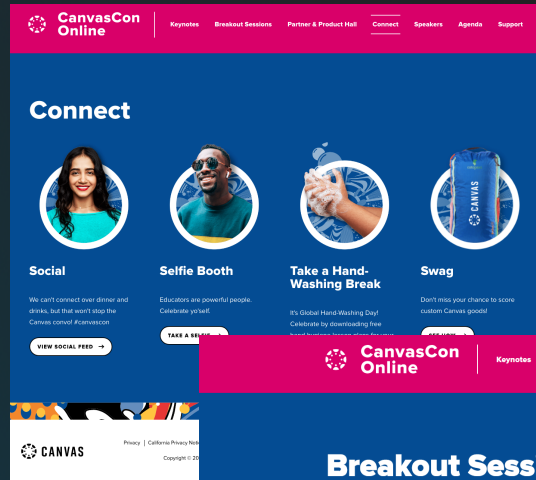 CanvasCon
Online
Keynotes
Breakout Sessions
Partner & Product Hall
Connect
Speakers
Agenda
Support
Connect
CANVAS
Social
Selfie Booth
Take a Hand-
Washing Break
Swag
We can't connect over dinner and
drinks, but that won't stop the
Canvas convo! #canvascon
Educators are powerful people.
Celebrate yo'self.
It's Global Hand-Washing Day!
Celebrate by downloading free
Don't miss your chance to score
custom Canvas goods!
VIEW SOCIAL FEED →
TAKE A SELFIE →
CanvasCon
Online
Keynotes
CANVAS
Privacy | California Privacy
Copyright © 20
Breakout Sess